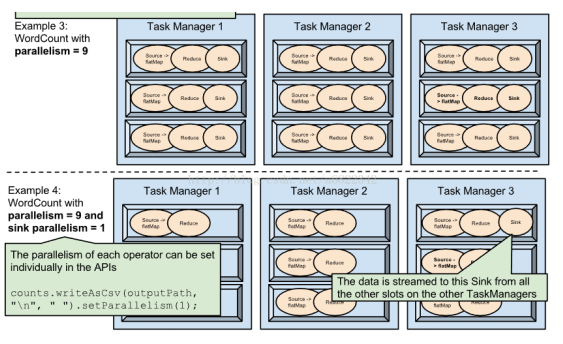 Example 3:
WordCount with
parallelism = 9
Task Manager 1
Source ->
flatMap
Reduce
Sink
Source ->
flatMap
Reduce
Sink
Source ->
flatMap
Reduce
Sink
Task Manager 2
Source ->
flatMap
Reduce
Sink
Source ->
flatMap
Reduce
Sink
Source ->
flatMap
Reduce
Sink
Task Manager 3
Source ->
flatMap
Reduce
Sink
Source -
> flatMap
Reduce
Sink
Source ->
flatMap
Reduce
Sink
Example 4:
WordCount with
parallelism = 9 and
sink parallelism = 1
The parallelism of each operator can be set
individually in the APIs
counts.writeAsCsv(outputPath,
"\n", " ").setParallelism(1);
Task Manager 1
Source ->
flatMap
Reduce
Task Manager 2
Source ->
flatMap
Reduce
Source ->
flatMap
Reduce
Source ->
flatMap
Reduce
Task Manager 3
Source ->
flatMap
Reduce
Sink
Source -
> flatMap
The data is streamed to this Sink from all
the other slots on the other TaskManagers